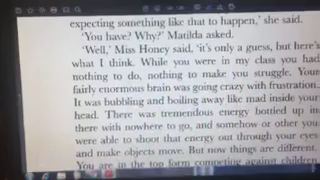 expecting something like that to happen,' she said.
'You have? Why?' Matilda asked.
'Well,' Miss Honey said, 'it's only a guess, but here's
what I think. While you were in my class you had
nothing to do, nothing to make you struggle. Your
fairly enormous brain was going crazy with frustration.
It was bubbling and boiling away like mad inside your
head. There was tremendous energy bottled up in
there with nowhere to go, and somehow or other you
were able to shoot that energy out through your eyes
and make objects move. But now things are different.
You are in the top form competing against children